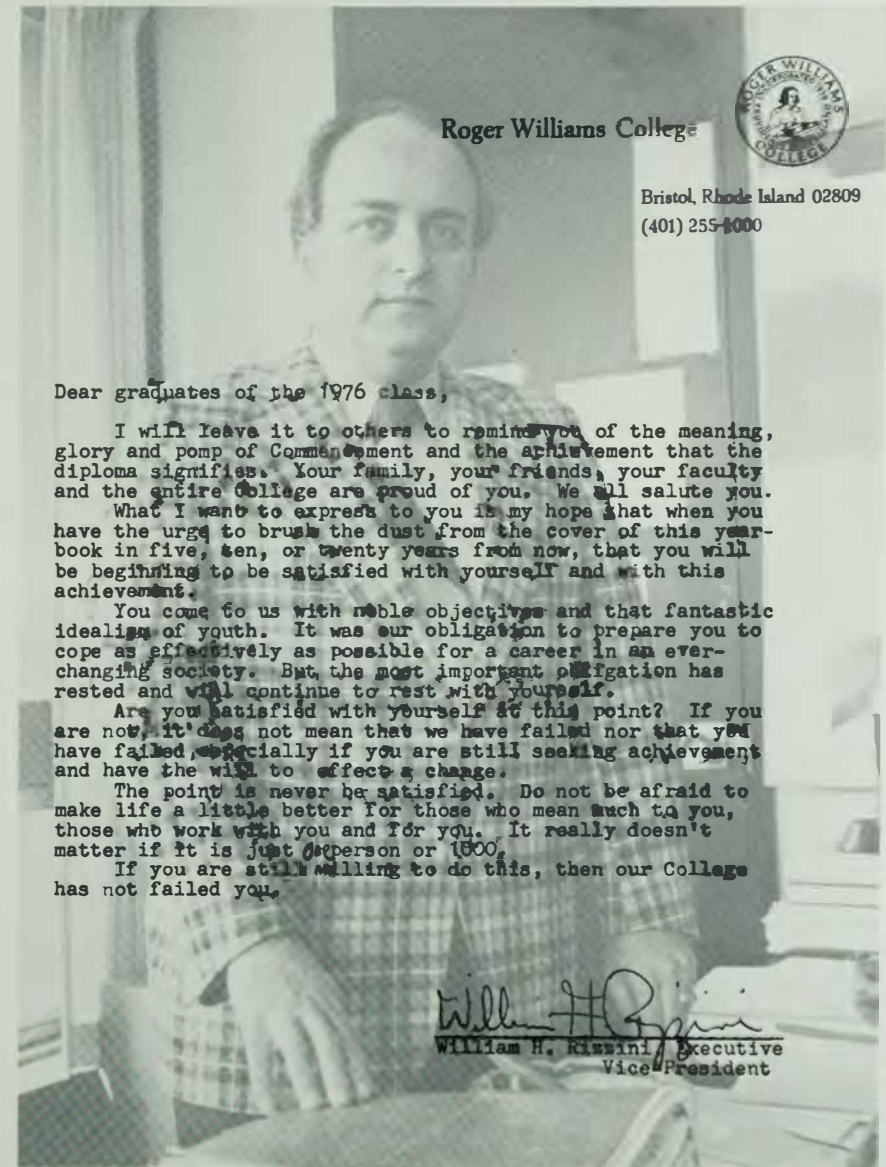 Roger Williams College
ROGER WILLIAMS
COLLEGE
Bristol, Rhode Island 02809
(401) 255-1000
Dear graduates of the 1976 class,
I will leave it to others to remind you of the meaning,
glory and pomp of Commencement and the achievement that the
diploma signifies. Your family, your friends, your faculty
and the entire College are proud of you. We all salute you.
What I want to express to you is my hope that when you
have the urge to brush the dust from the cover of this year-
book in five, ten, or twenty years from now, that you will
be beginning to be satisfied with yourself and with this
achievement.
You come to us with noble objectives and that fantastic
idealism of youth. It was our obligation to prepare you to
cope as effectively as possible for a career in an ever-
changing society. But, the most important obligation has
rested and will continue to rest with yourself.
Are you satisfied with yourself at this point? If you
are not, it does not mean that we have failed nor that you
have failed, especially if you are still seeking achievement
and have the will to effect a change.
The point is never be satisfied. Do not be afraid to
make life a little better for those who mean much to you,
those who work with you and for you. It really doesn't
matter if it is just person or 1000.
If you are still willing to do this, then our College
has not failed you.
William H Rizzini
William H. Rizzini Executive
Vice President